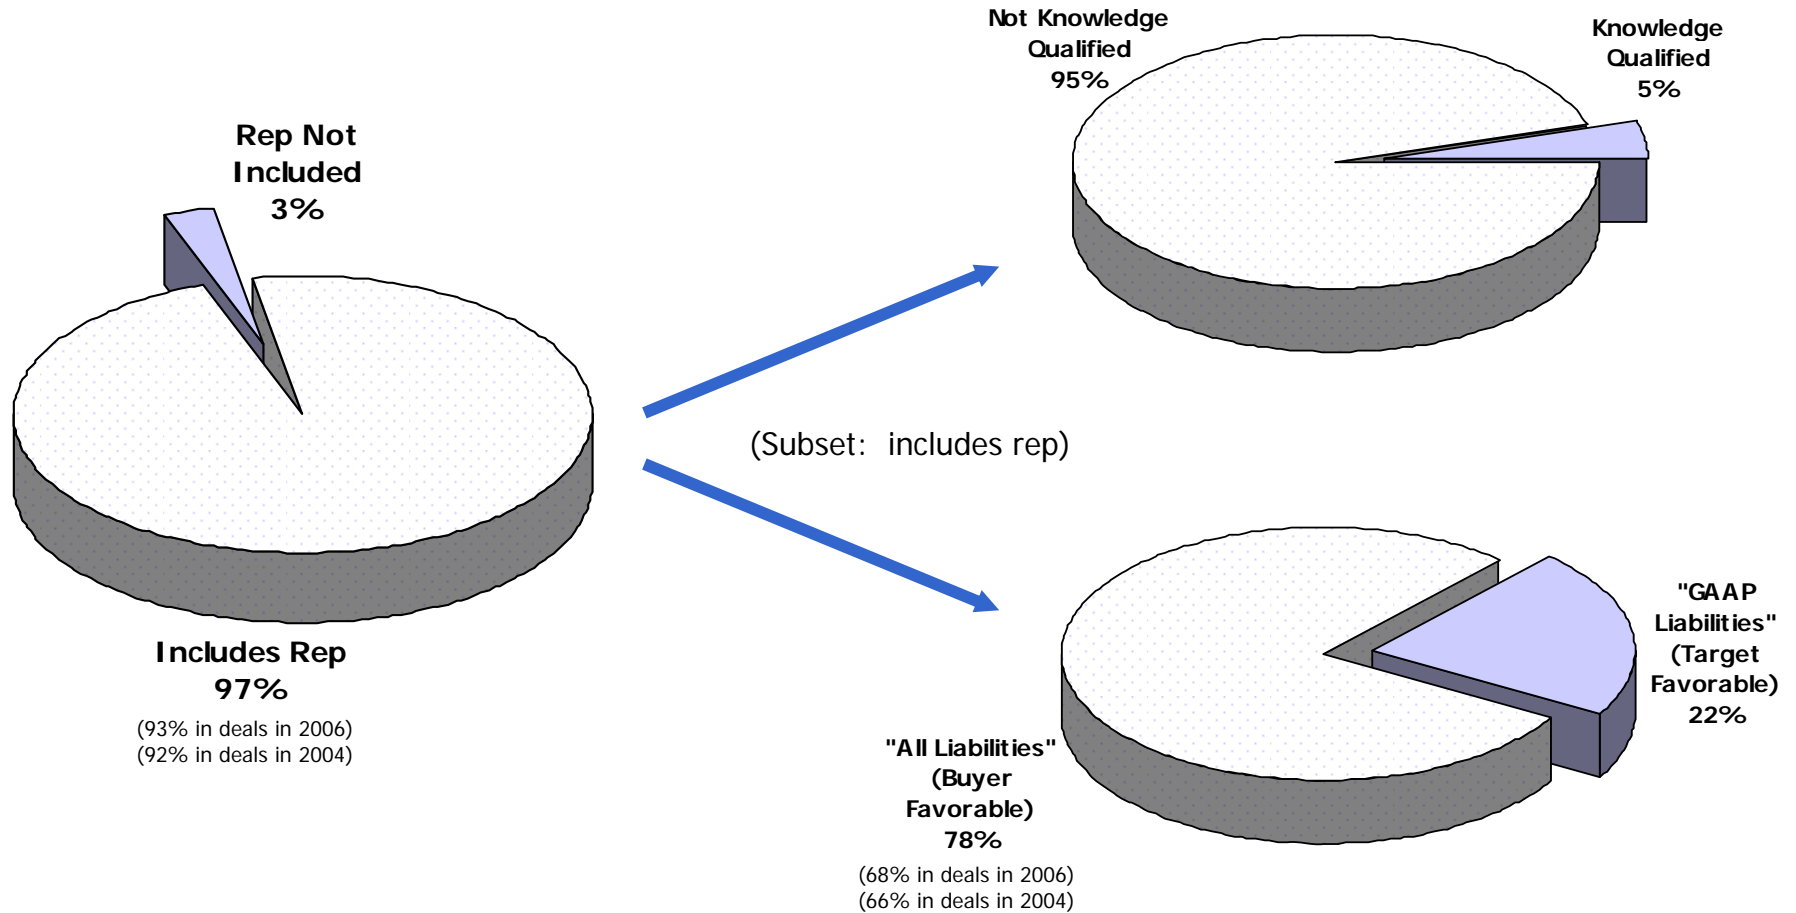 Rep Not
Included
3%
Includes Rep
97%
(93% in deals in 2006)
(92% in deals in 2004)
(Subset:  includes rep)
Not Knowledge
Qualified
95%
Knowledge
Qualified
5%
"GAAP
Liabilities"
(Target
Favorable)
22%
"All Liabilities"
(Buyer
Favorable)
78%
(68% in deals in 2006)
(66% in deals in 2004)